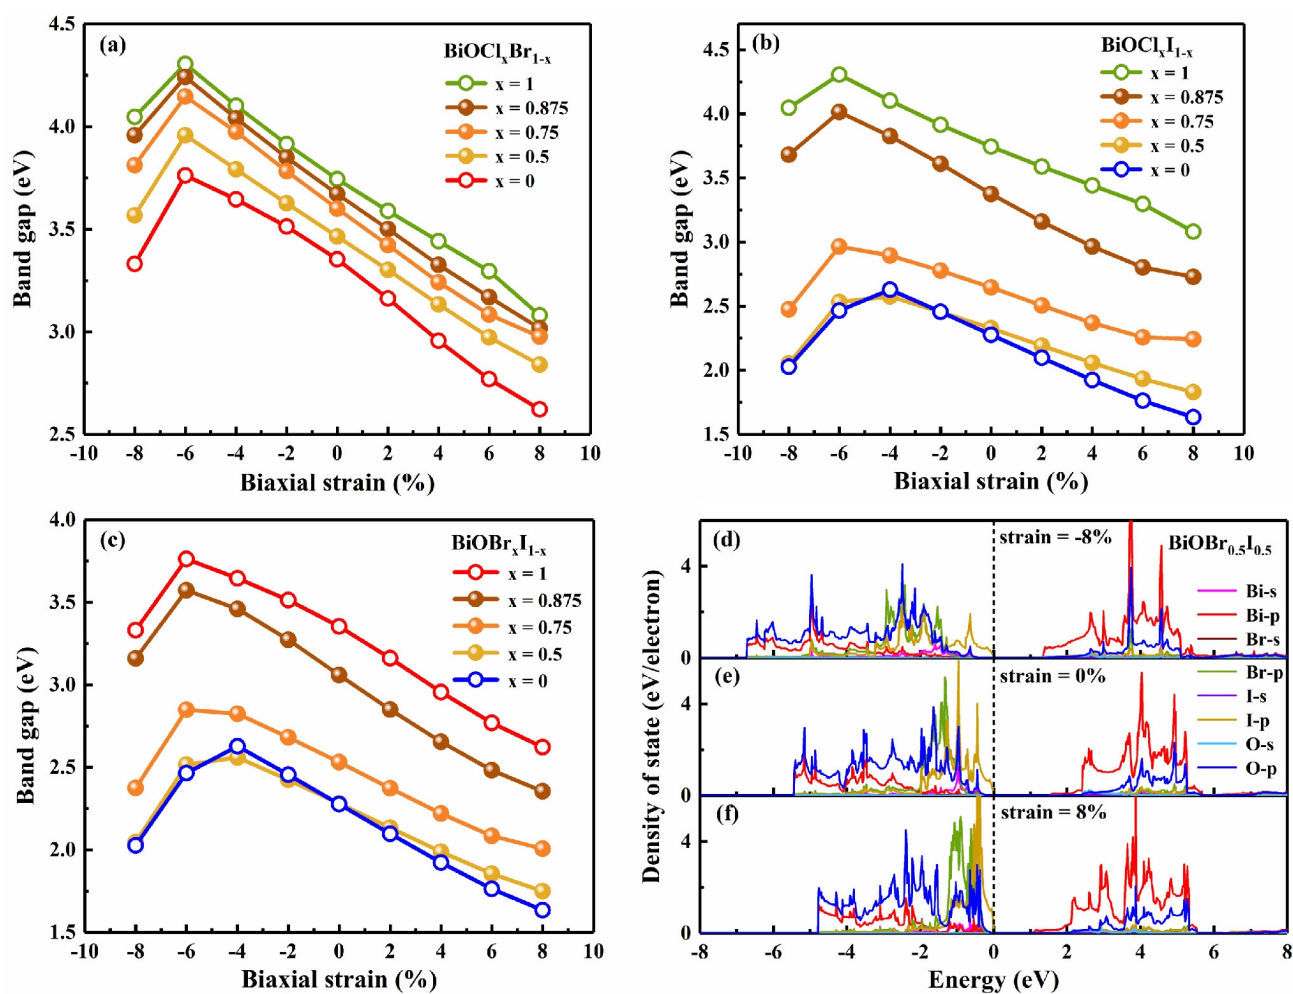 (a)
BiOClxBr1-x
x = 1
x = 0.875
x = 0.75
x = 0.5
x = 0
4.5
4.0
3.5
3.0
2.5
Band gap (eV)
-10 -8 -6 -4 -2 0 2 4 6 8 10
Biaxial strain (%)
(b)
BiOClxI1-x
x = 1
x = 0.875
x = 0.75
x = 0.5
x = 0
4.5
4.0
3.5
3.0
2.5
2.0
1.5
Band gap (eV)
-10 -8 -6 -4 -2 0 2 4 6 8 10
Biaxial strain (%)
(c)
BiOBrxI1-x
x = 1
x = 0.875
x = 0.75
x = 0.5
x = 0
4.0
3.5
3.0
2.5
2.0
1.5
Band gap (eV)
-10 -8 -6 -4 -2 0 2 4 6 8 10
Biaxial strain (%)
(d)
strain = -8%
BiOBr0.5I0.5
Bi-s
Bi-p
Br-s
Br-p
I-s
I-p
O-s
O-p
4
0
(e)
strain = 0%
4
0
(f)
strain = 8%
4
0
Density of state (eV/electron)
-8 -6 -4 -2 0 2 4 6 8
Energy (eV)